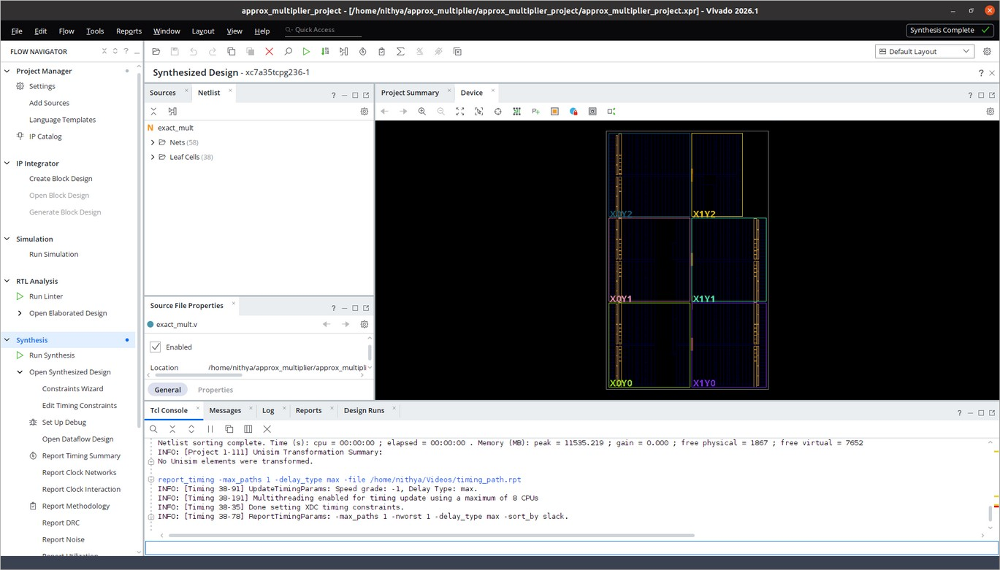 approx_multiplier_project - [/home/nithya/approx_multiplier/approx_multiplier_project/approx_multiplier_project.xpr] - Vivado 2026.1
File Edit Flow Tools Reports Window Layout View Help Quick Access
Synthesis Complete
FLOW NAVIGATOR
Default Layout
Project Manager
Settings
Add Sources
Language Templates
IP Catalog
IP Integrator
Create Block Design
Open Block Design
Generate Block Design
Simulation
Run Simulation
RTL Analysis
Run Linter
Open Elaborated Design
Synthesis
Run Synthesis
Open Synthesized Design
Constraints Wizard
Edit Timing Constraints
Set Up Debug
Open Dataflow Design
Report Timing Summary
Report Clock Networks
Report Clock Interaction
Report Methodology
Report DRC
Report Noise
Report Utilization
Synthesized Design - xc7a35tcpg236-1
Sources Netlist
exact_mult
Nets (58)
Leaf Cells (38)
Source File Properties
exact_mult.v
Enabled
Location /home/nithya/approx_multiplier/approx_multipli
General Properties
Project Summary Device
X0Y2 X1Y2
X0Y1 X1Y1
X0Y0 X1Y0
Tcl Console Messages Log Reports Design Runs
Netlist sorting complete. Time (s): cpu = 00:00:00 ; elapsed = 00:00:00 . Memory (MB): peak = 11535.219 ; gain = 0.000 ; free physical = 1867 ; free virtual = 7652
INFO: [Project 1-111] Unisim Transformation Summary:
No Unisim elements were transformed.
report_timing -max_paths 1 -delay_type max -file /home/nithya/Videos/timing_path.rpt
INFO: [Timing 38-91] UpdateTimingParams: Speed grade: -1, Delay Type: max.
INFO: [Timing 38-191] Multithreading enabled for timing update using a maximum of 8 CPUs
INFO: [Timing 38-35] Done setting XDC timing constraints.
INFO: [Timing 38-78] ReportTimingParams: -max_paths 1 -nworst 1 -delay_type max -sort_by slack.